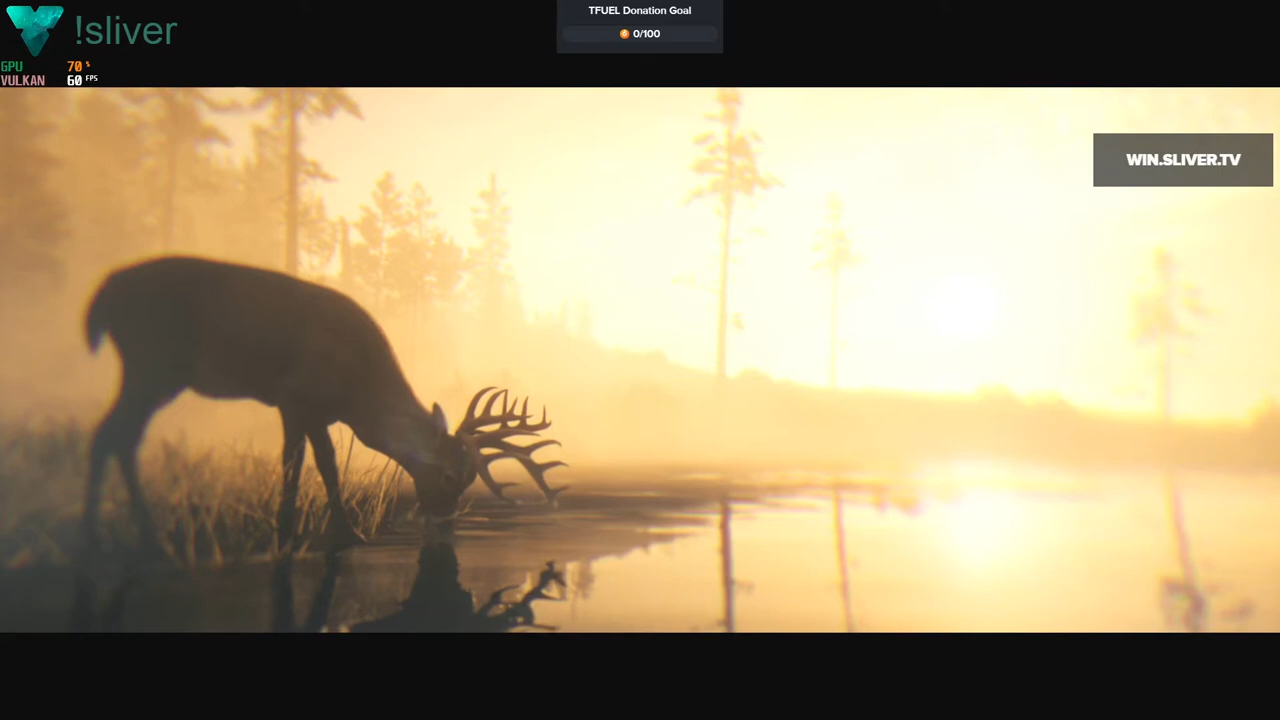 !sliver
TFUEL Donation Goal
0/100
GPU 70 %
VULKAN 60 FPS
WIN.SLIVER.TV